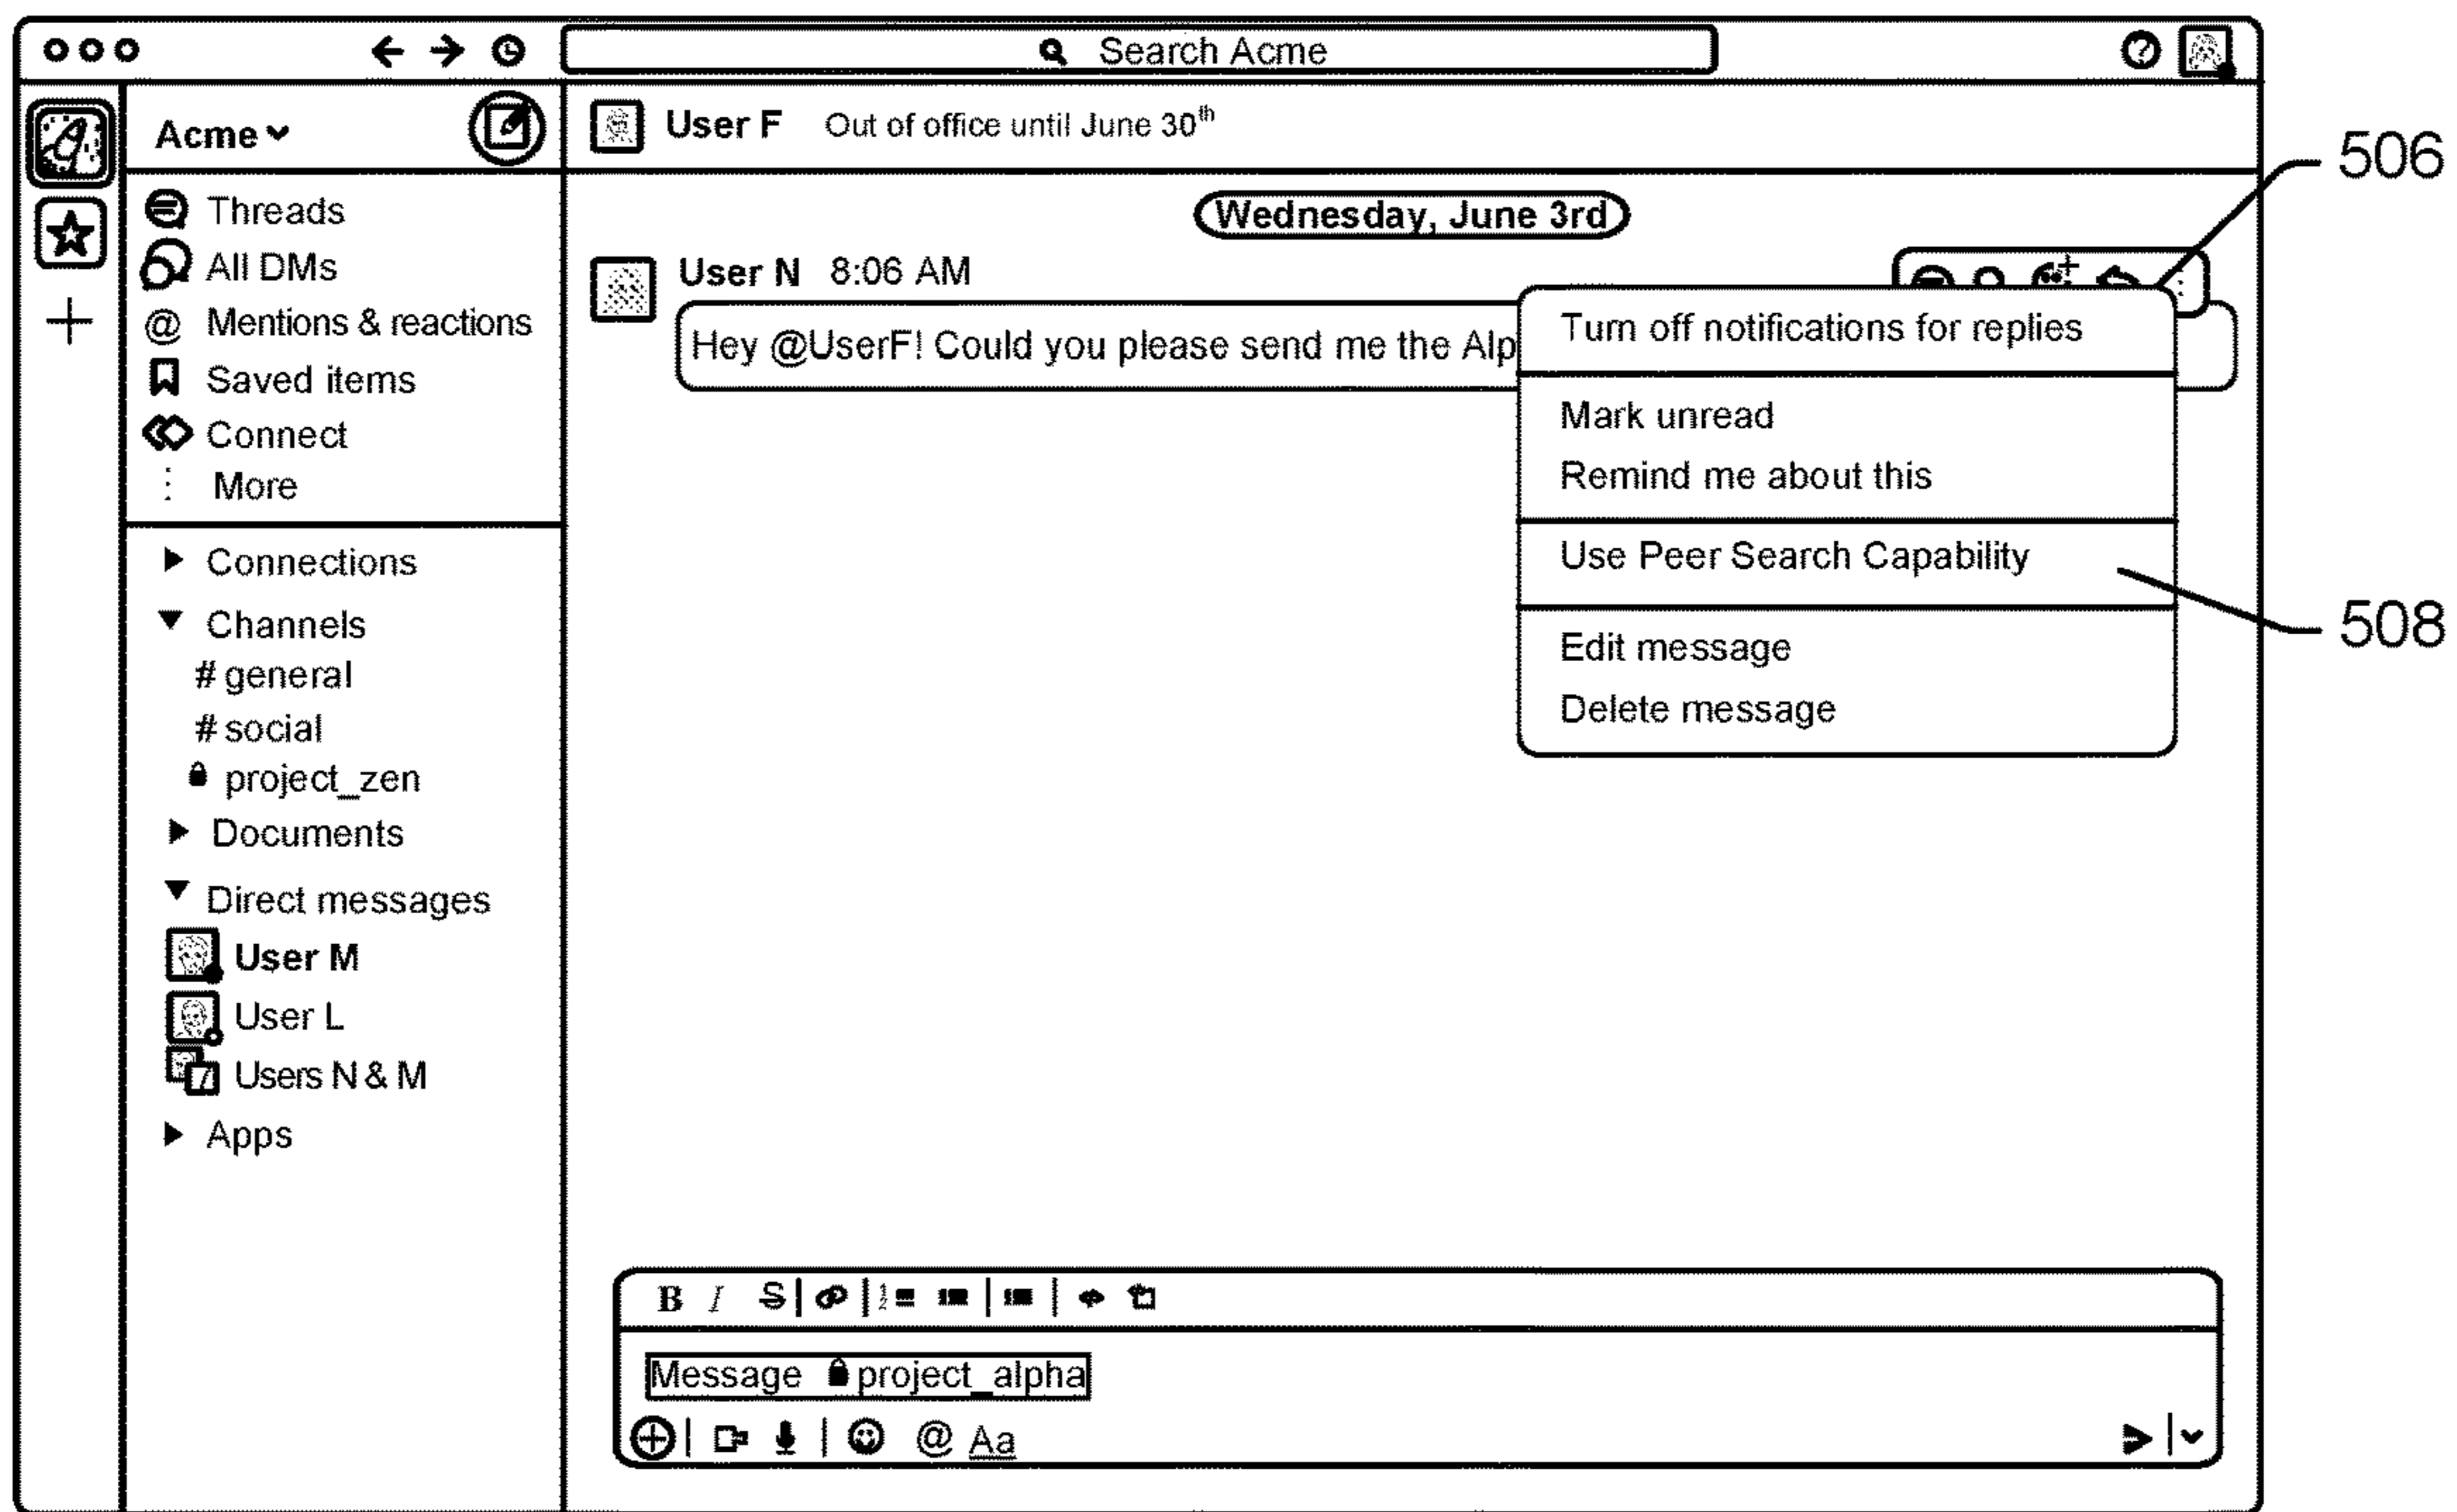 Search Acme
Acme
User F Out of office until June 30th
506
Threads
All DMs
@ Mentions & reactions
Saved items
Connect
More
Connections
Channels
# general
# social
project_zen
Documents
Direct messages
User M
User L
Users N & M
Apps
Wednesday, June 3rd
User N 8:06 AM
Hey @UserF! Could you please send me the Alp
Turn off notifications for replies
Mark unread
Remind me about this
Use Peer Search Capability
508
Edit message
Delete message
B I S
Message project_alpha
@ Aa